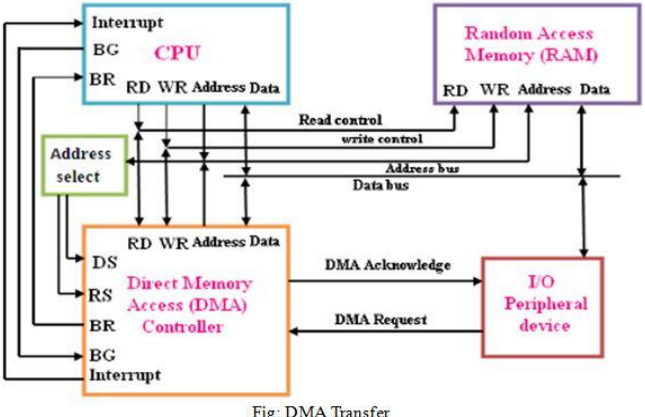 Interrupt
BG
CPU
BR
RD WR Address Data
Random Access
Memory (RAM)
RD WR Address Data
Read control
write control
Address bus
Data bus
Address
select
RD WR Address Data
DS
RS
BR
BG
Interrupt
Direct Memory
Access (DMA)
Controller
DMA Acknowledge
DMA Request
I/O
Peripheral
device
Fig: DMA Transfer